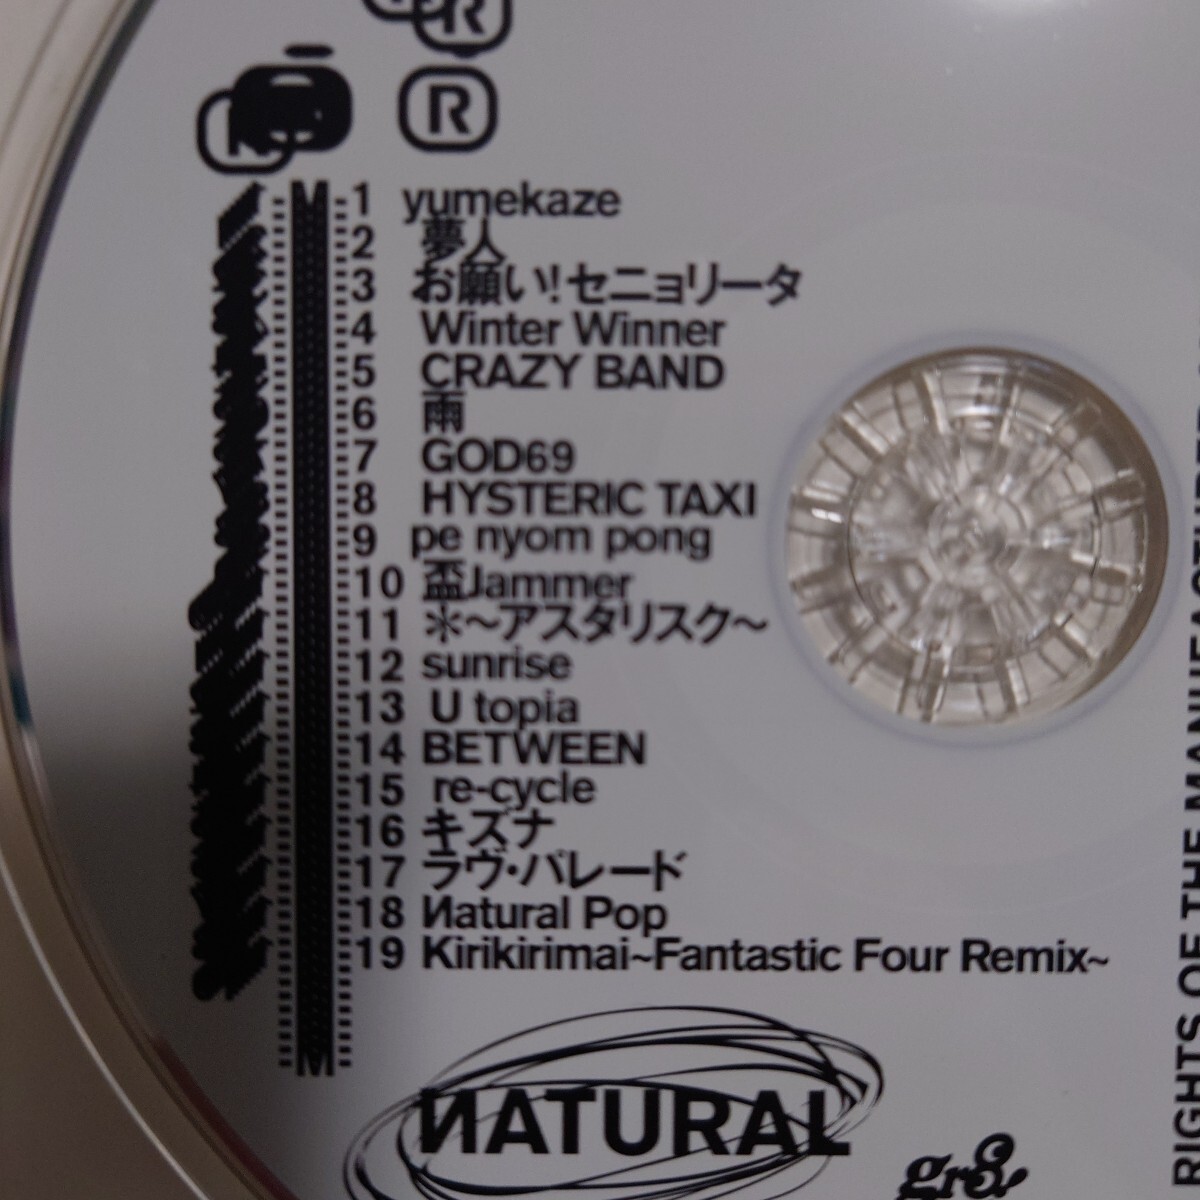 R
R
1 yumekaze
2 夢人
3 お願い!セニョリータ
4 Winter Winner
5 CRAZY BAND
6 雨
7 GOD69
8 HYSTERIC TAXI
9 pe nyom pong
10 盃Jammer
11 ＊～アスタリスク～
12 sunrise
13 U topia
14 BETWEEN
15 re-cycle
16 キズナ
17 ラヴ・パレード
18 Иatural Pop
19 Kirikirimai~Fantastic Four Remix~
ИATURAL
gr8!
RIGHTS OF THE MANUFACTURER